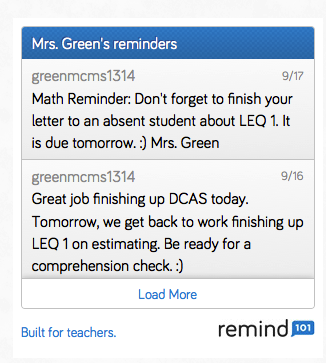 Mrs. Green's reminders
greenmcms1314 9/17
Math Reminder: Don't forget to finish your
letter to an absent student about LEQ 1. It
is due tomorrow. :) Mrs. Green
greenmcms1314 9/16
Great job finishing up DCAS today.
Tomorrow, we get back to work finishing up
LEQ 1 on estimating. Be ready for a
comprehension check. :)
Load More
Built for teachers. remind 101